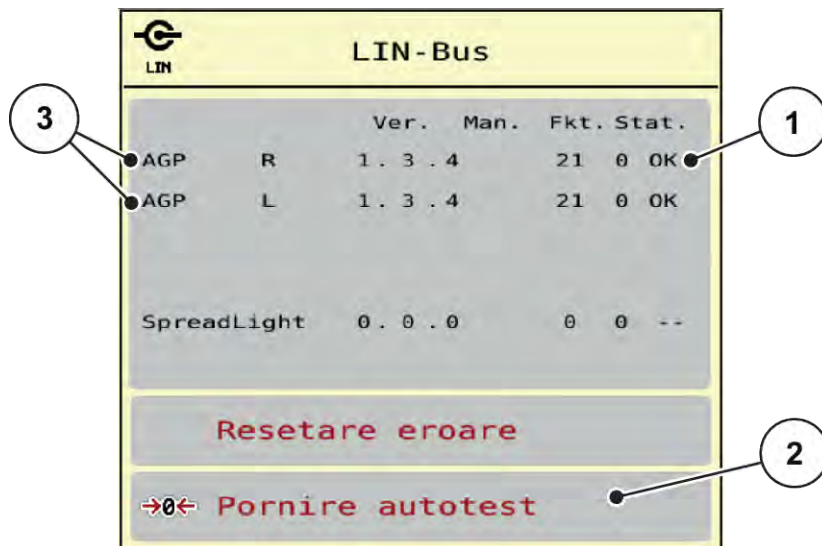 LIN
LIN-Bus
Ver. Man. Fkt. Stat.
3
1
AGP R 1.3.4 21 0 OK
AGP L 1.3.4 21 0 OK
SpreadLight 0.0.0 0 0 --
Resetare eroare
2
→0← Pornire autotest